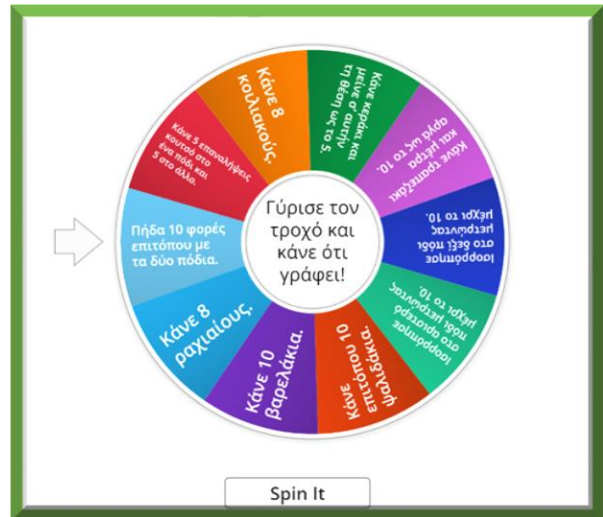 Κάνε κεράκι και
μείνε σ' αυτήν
τη θέση ως το 5.
Κάνε τραπεζάκι
και μέτρα
αργά ως το 10.
Ισορρόπησε
στο δεξί πόδι
μετρώντας
μέχρι το 10.
Ισορρόπησε
στο αριστερό
πόδι μετρώντας
μέχρι το 10.
Κάνε
επιτόπου 10
ψαλιδάκια.
Κάνε 10
βαρελάκια.
Κάνε 8
ραχιαίους.
Πήδα 10 φορές
επιτόπου με
τα δύο πόδια.
Κάνε 5 επαναλήψεις
κουτσό στο
ένα πόδι και
5 στο άλλο.
Κάνε 8
κοιλιακούς.
Γύρισε τον
τροχό και
κάνε ότι
γράφει!
Spin It